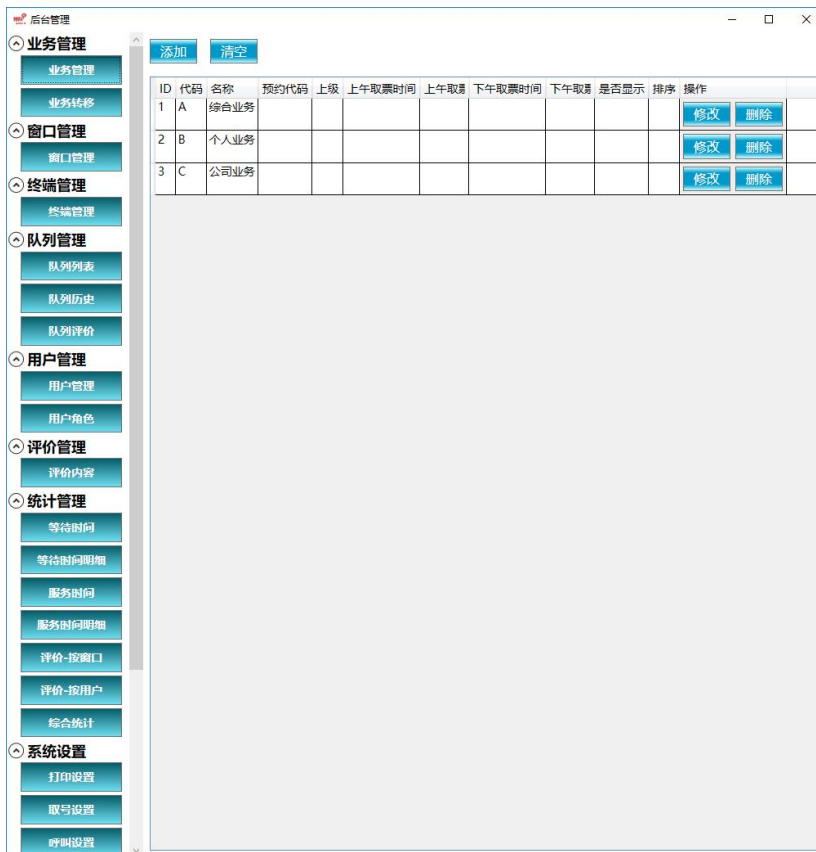 后台管理
业务管理
业务管理
业务转移
窗口管理
窗口管理
终端管理
终端管理
队列管理
队列列表
队列历史
队列评价
用户管理
用户管理
用户角色
评价管理
评价内容
统计管理
等待时间
等待时间明细
服务时间
服务时间明细
评价-按窗口
评价-按用户
综合统计
系统设置
打印设置
取号设置
呼叫设置
添加 清空
ID 代码 名称 预约代码 上级 上午取票时间 上午取票 下午取票时间 下午取票 是否显示 排序 操作
1 A 综合业务 修改 删除
2 B 个人业务 修改 删除
3 C 公司业务 修改 删除